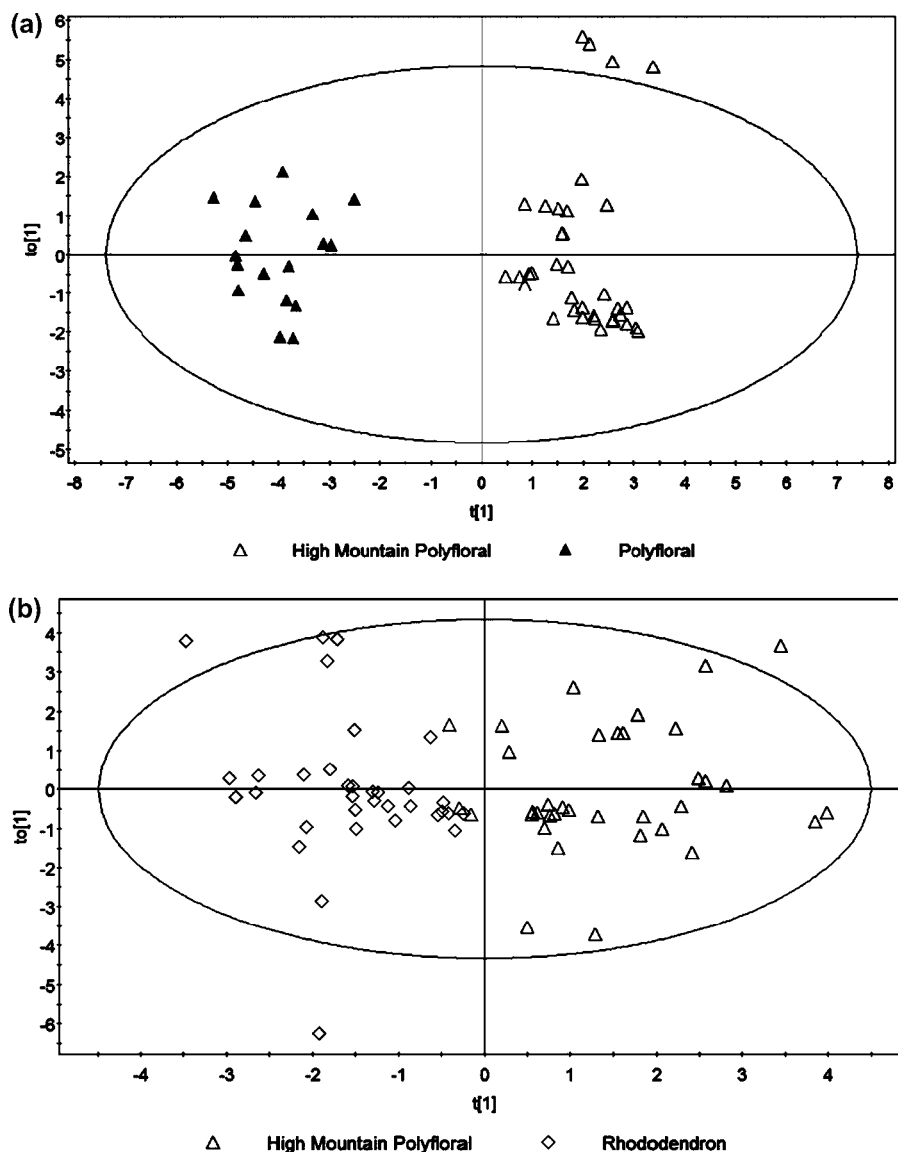 (a)
6
5
4
3
2
1
0
-1
-2
-3
-4
-5
to[1]
-8 -7 -6 -5 -4 -3 -2 -1 0 1 2 3 4 5 6 7 8
t[1]
High Mountain Polyfloral Polyfloral
(b)
4
3
2
1
0
-1
-2
-3
-4
-5
-6
to[1]
-4 -3 -2 -1 0 1 2 3 4
t[1]
High Mountain Polyfloral Rhododendron